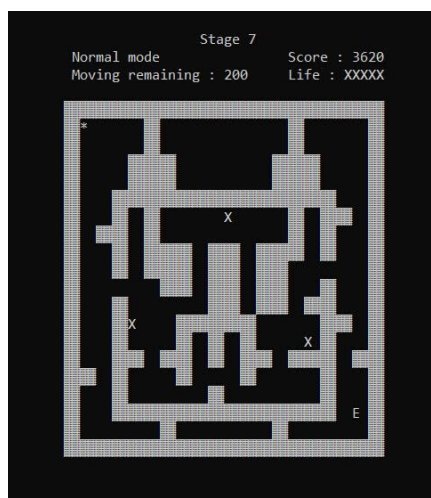 Stage 7
Normal mode Score : 3620
Moving remaining : 200 Life : XXXXX
*
X
X
X
E